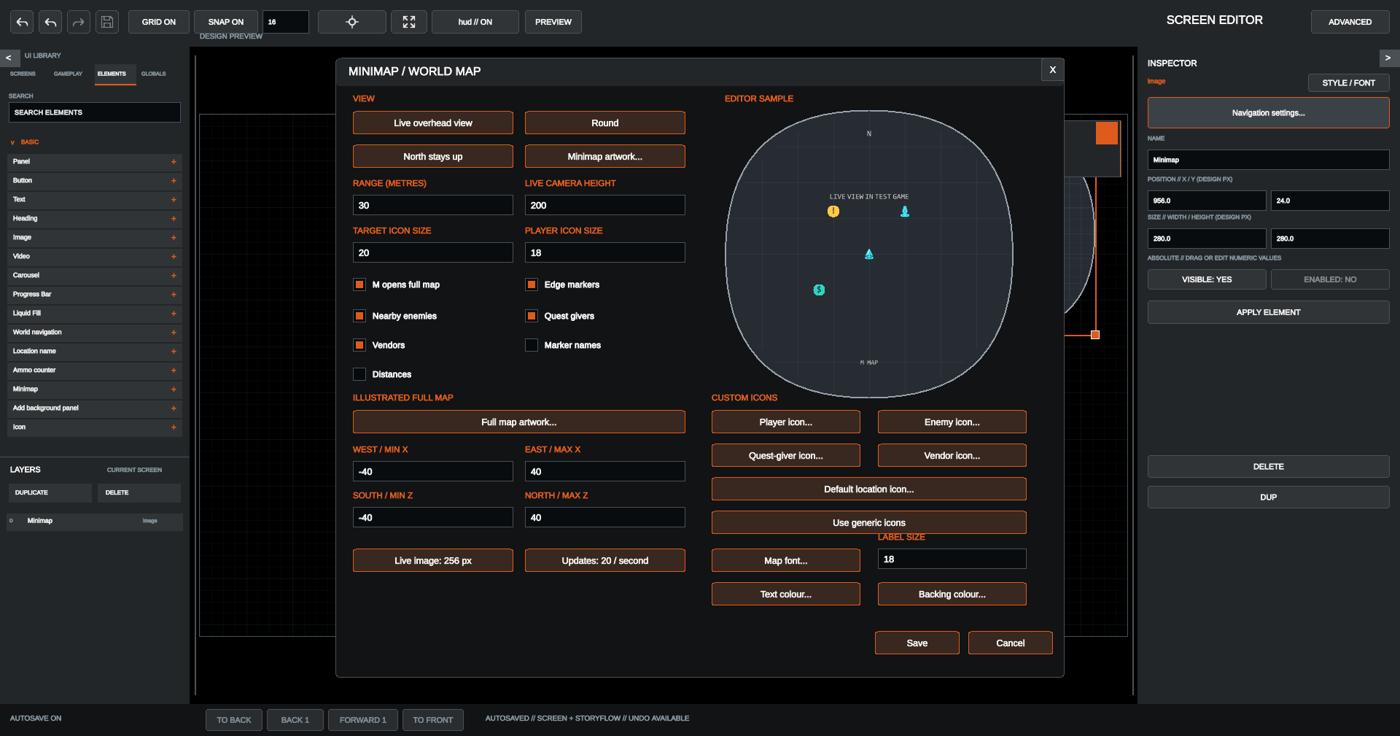 GRID ON
SNAP ON
16
hud // ON
PREVIEW
SCREEN EDITOR
ADVANCED
DESIGN PREVIEW
<
UI LIBRARY
SCREENS
GAMEPLAY
ELEMENTS
GLOBALS
SEARCH
SEARCH ELEMENTS
v BASIC
Panel +
Button +
Text +
Heading +
Image +
Video +
Carousel +
Progress Bar +
Liquid Fill +
World navigation +
Location name +
Ammo counter +
Minimap +
Add background panel +
Icon +
LAYERS
CURRENT SCREEN
DUPLICATE
DELETE
Minimap
Image
MINIMAP / WORLD MAP
X
VIEW
Live overhead view
Round
North stays up
Minimap artwork...
RANGE (METRES)
LIVE CAMERA HEIGHT
30
200
TARGET ICON SIZE
PLAYER ICON SIZE
20
18
M opens full map
Edge markers
Nearby enemies
Quest givers
Vendors
Marker names
Distances
ILLUSTRATED FULL MAP
Full map artwork...
WEST / MIN X
EAST / MAX X
-40
40
SOUTH / MIN Z
NORTH / MAX Z
-40
40
Live image: 256 px
Updates: 20 / second
EDITOR SAMPLE
N
LIVE VIEW IN TEST GAME
!
$
M MAP
CUSTOM ICONS
Player icon...
Enemy icon...
Quest-giver icon...
Vendor icon...
Default location icon...
Use generic icons
LABEL SIZE
Map font...
18
Text colour...
Backing colour...
Save
Cancel
>
INSPECTOR
Image
STYLE / FONT
Navigation settings...
NAME
Minimap
POSITION // X / Y (DESIGN PX)
956.0
24.0
SIZE // WIDTH / HEIGHT (DESIGN PX)
280.0
280.0
ABSOLUTE // DRAG OR EDIT NUMERIC VALUES
VISIBLE: YES
ENABLED: NO
APPLY ELEMENT
DELETE
DUP
AUTOSAVE ON
TO BACK
BACK 1
FORWARD 1
TO FRONT
AUTOSAVED // SCREEN + STORYFLOW // UNDO AVAILABLE